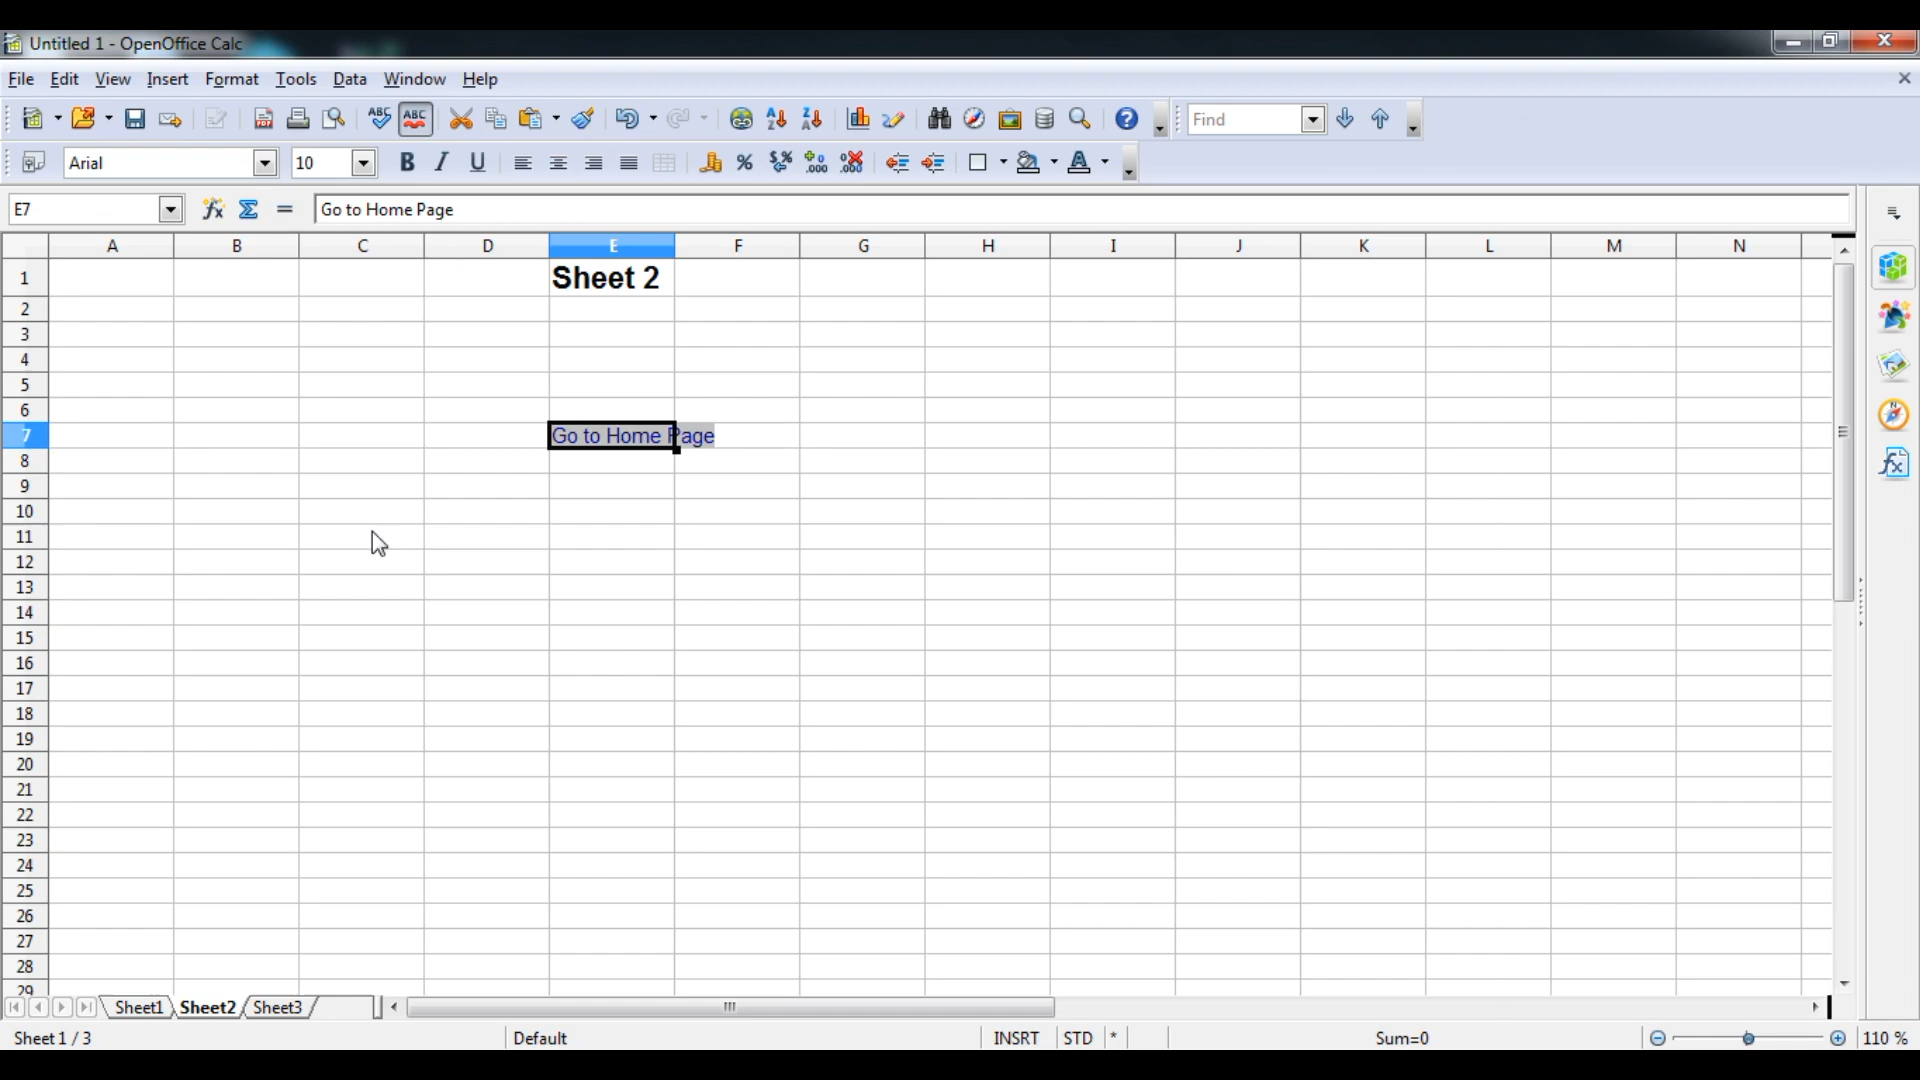 Untitled 1 - OpenOffice Calc
File Edit View Insert Format Tools Data Window Help
Find
Arial 10
E7 Go to Home Page
A B C D E F G H I J K L M N
1 Sheet 2
2
3
4
5
6
7 Go to Home Page
8
9
10
11
12
13
14
15
16
17
18
19
20
21
22
23
24
25
26
27
28
29
Sheet1 Sheet2 Sheet3
Sheet 1 / 3 Default INSRT STD * Sum=0 110 %